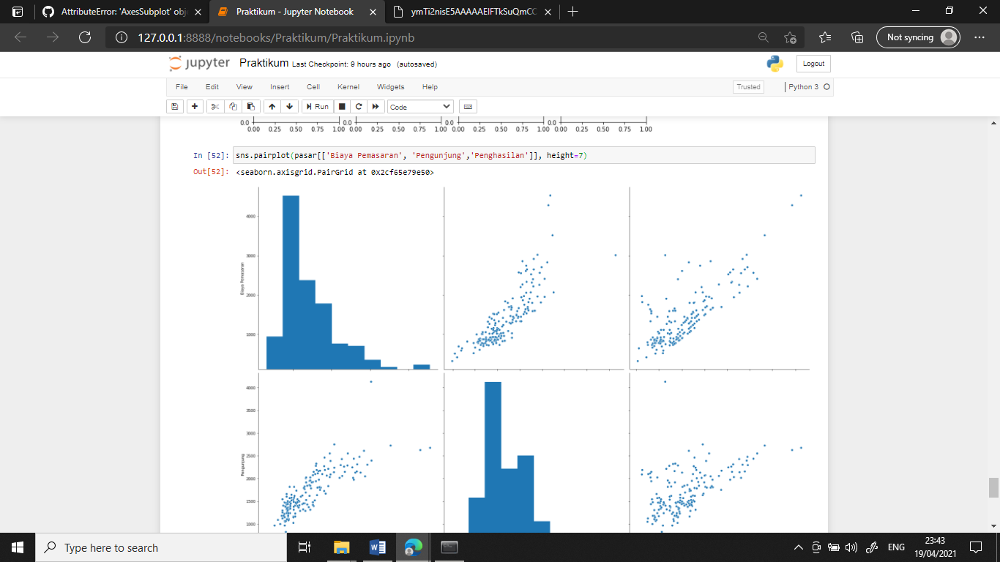 AttributeError: 'AxesSubplot' obj
Praktikum - Jupyter Notebook
ymTi2nisE5AAAAAElFTkSuQmCC
127.0.0.1:8888/notebooks/Praktikum/Praktikum.ipynb
Not syncing
jupyter Praktikum Last Checkpoint: 9 hours ago (autosaved)
Logout
File Edit View Insert Cell Kernel Widgets Help
Trusted Python 3
Run Code
0.0 0.0 0.0 0.0
0.00 0.25 0.50 0.75 1.00 0.00 0.25 0.50 0.75 1.00 0.00 0.25 0.50 0.75 1.00 0.00 0.25 0.50 0.75 1.00
In [52]: sns.pairplot(pasar[['Biaya Pemasaran', 'Pengunjung','Penghasilan']], height=7)
Out[52]: <seaborn.axisgrid.PairGrid at 0x2cf65e79e50>
4000
3000
Biaya Pemasaran
2000
1000
4000
3500
3000
2500
Pengunjung
2000
1500
1000
Type here to search
ENG
23:43
19/04/2021